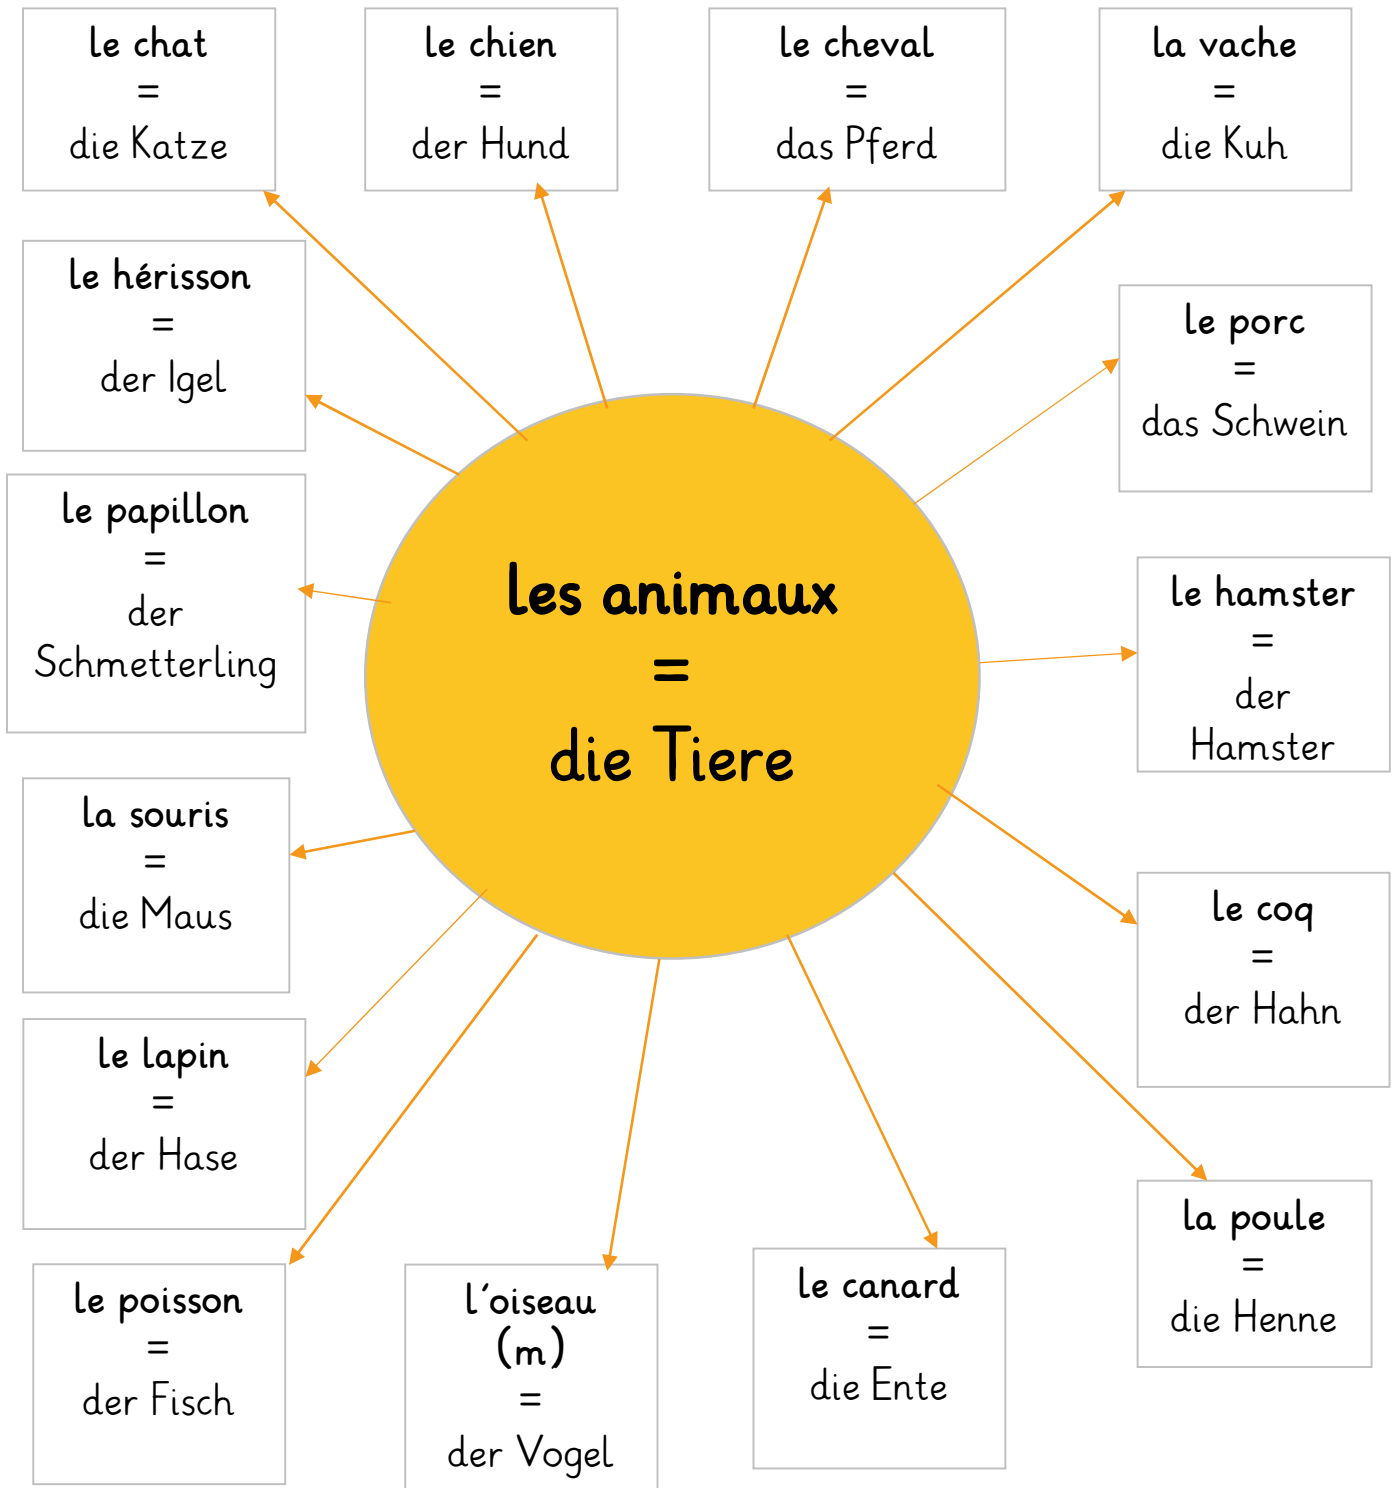 le chat
=
die Katze
le chien
=
der Hund
le cheval
=
das Pferd
la vache
=
die Kuh
le hérisson
=
der Igel
le porc
=
das Schwein
le papillon
=
der
Schmetterling
les animaux
=
die Tiere
le hamster
=
der
Hamster
la souris
=
die Maus
le coq
=
der Hahn
le lapin
=
der Hase
la poule
=
die Henne
le poisson
=
der Fisch
l´oiseau
(m)
=
der Vogel
le canard
=
die Ente